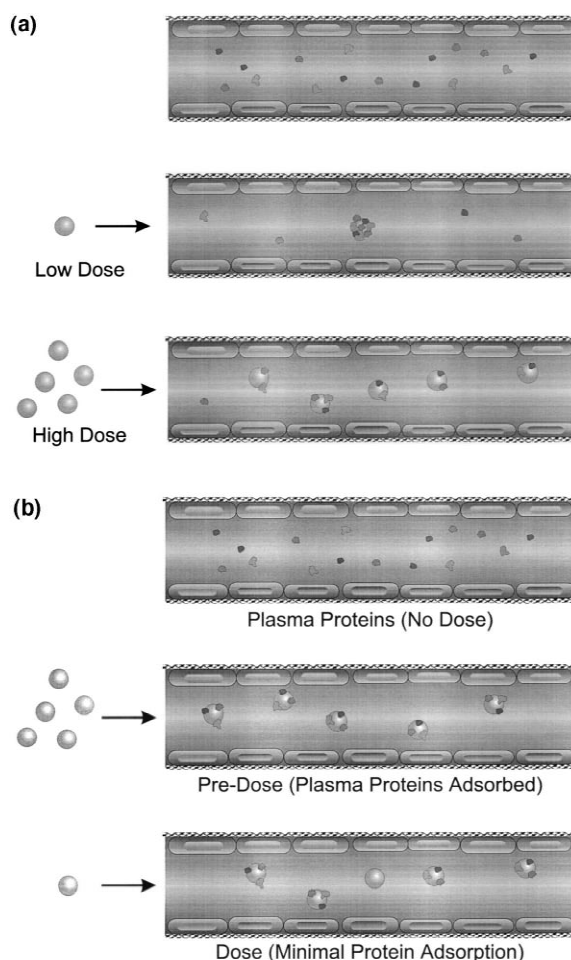 (a)
Low Dose
High Dose
(b)
Plasma Proteins (No Dose)
Pre-Dose (Plasma Proteins Adsorbed)
Dose (Minimal Protein Adsorption)